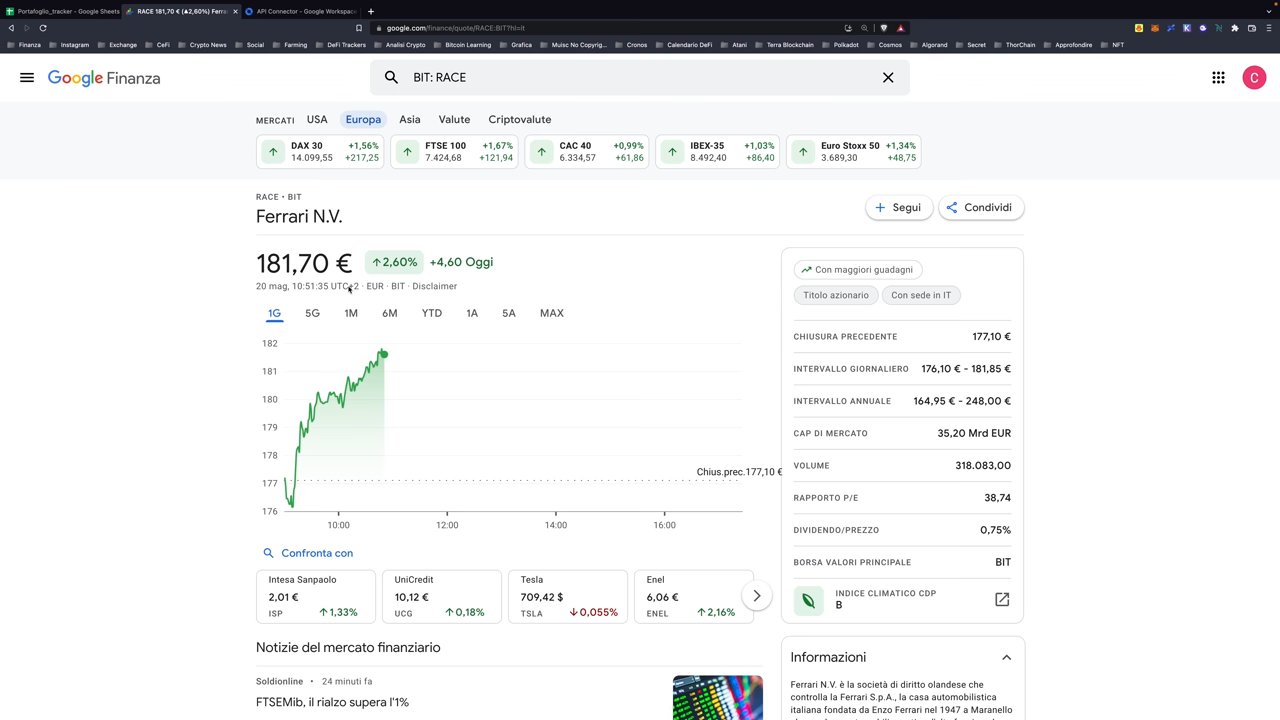 Portafoglio_tracker - Google Sheets
RACE 181,70 € (▲2,60%) Ferrari
API Connector - Google Workspace
google.com/finance/quote/RACE:BIT?hl=it
Finanza Instagram Exchange CeFi Crypto News Social Farming DeFi Trackers Analisi Crypto Bitcoin Learning Grafica Muisc No Copyrig... Cronos Calendario DeFi Atani Terra Blockchain Polkadot Cosmos Algorand Secret ThorChain Approfondire NFT
Google Finanza
BIT: RACE
C
MERCATI USA Europa Asia Valute Criptovalute
DAX 30 +1,56%
14.099,55 +217,25
FTSE 100 +1,67%
7.424,68 +121,94
CAC 40 +0,99%
6.334,57 +61,86
IBEX-35 +1,03%
8.492,40 +86,40
Euro Stoxx 50 +1,34%
3.689,30 +48,75
RACE • BIT
Ferrari N.V.
Segui
Condividi
181,70 € 2,60% +4,60 Oggi
20 mag, 10:51:35 UTC+2 · EUR · BIT · Disclaimer
1G 5G 1M 6M YTD 1A 5A MAX
182
181
180
179
178
177
176
Chius.prec.177,10 €
10:00 12:00 14:00 16:00
Confronta con
Intesa Sanpaolo
2,01 €
ISP 1,33%
UniCredit
10,12 €
UCG 0,18%
Tesla
709,42 $
TSLA 0,055%
Enel
6,06 €
ENEL 2,16%
Notizie del mercato finanziario
Soldionline • 24 minuti fa
FTSEMib, il rialzo supera l'1%
Con maggiori guadagni
Titolo azionario Con sede in IT
CHIUSURA PRECEDENTE 177,10 €
INTERVALLO GIORNALIERO 176,10 € - 181,85 €
INTERVALLO ANNUALE 164,95 € - 248,00 €
CAP DI MERCATO 35,20 Mrd EUR
VOLUME 318.083,00
RAPPORTO P/E 38,74
DIVIDENDO/PREZZO 0,75%
BORSA VALORI PRINCIPALE BIT
INDICE CLIMATICO CDP
B
Informazioni
Ferrari N.V. è la società di diritto olandese che
controlla la Ferrari S.p.A., la casa automobilistica
italiana fondata da Enzo Ferrari nel 1947 a Maranello